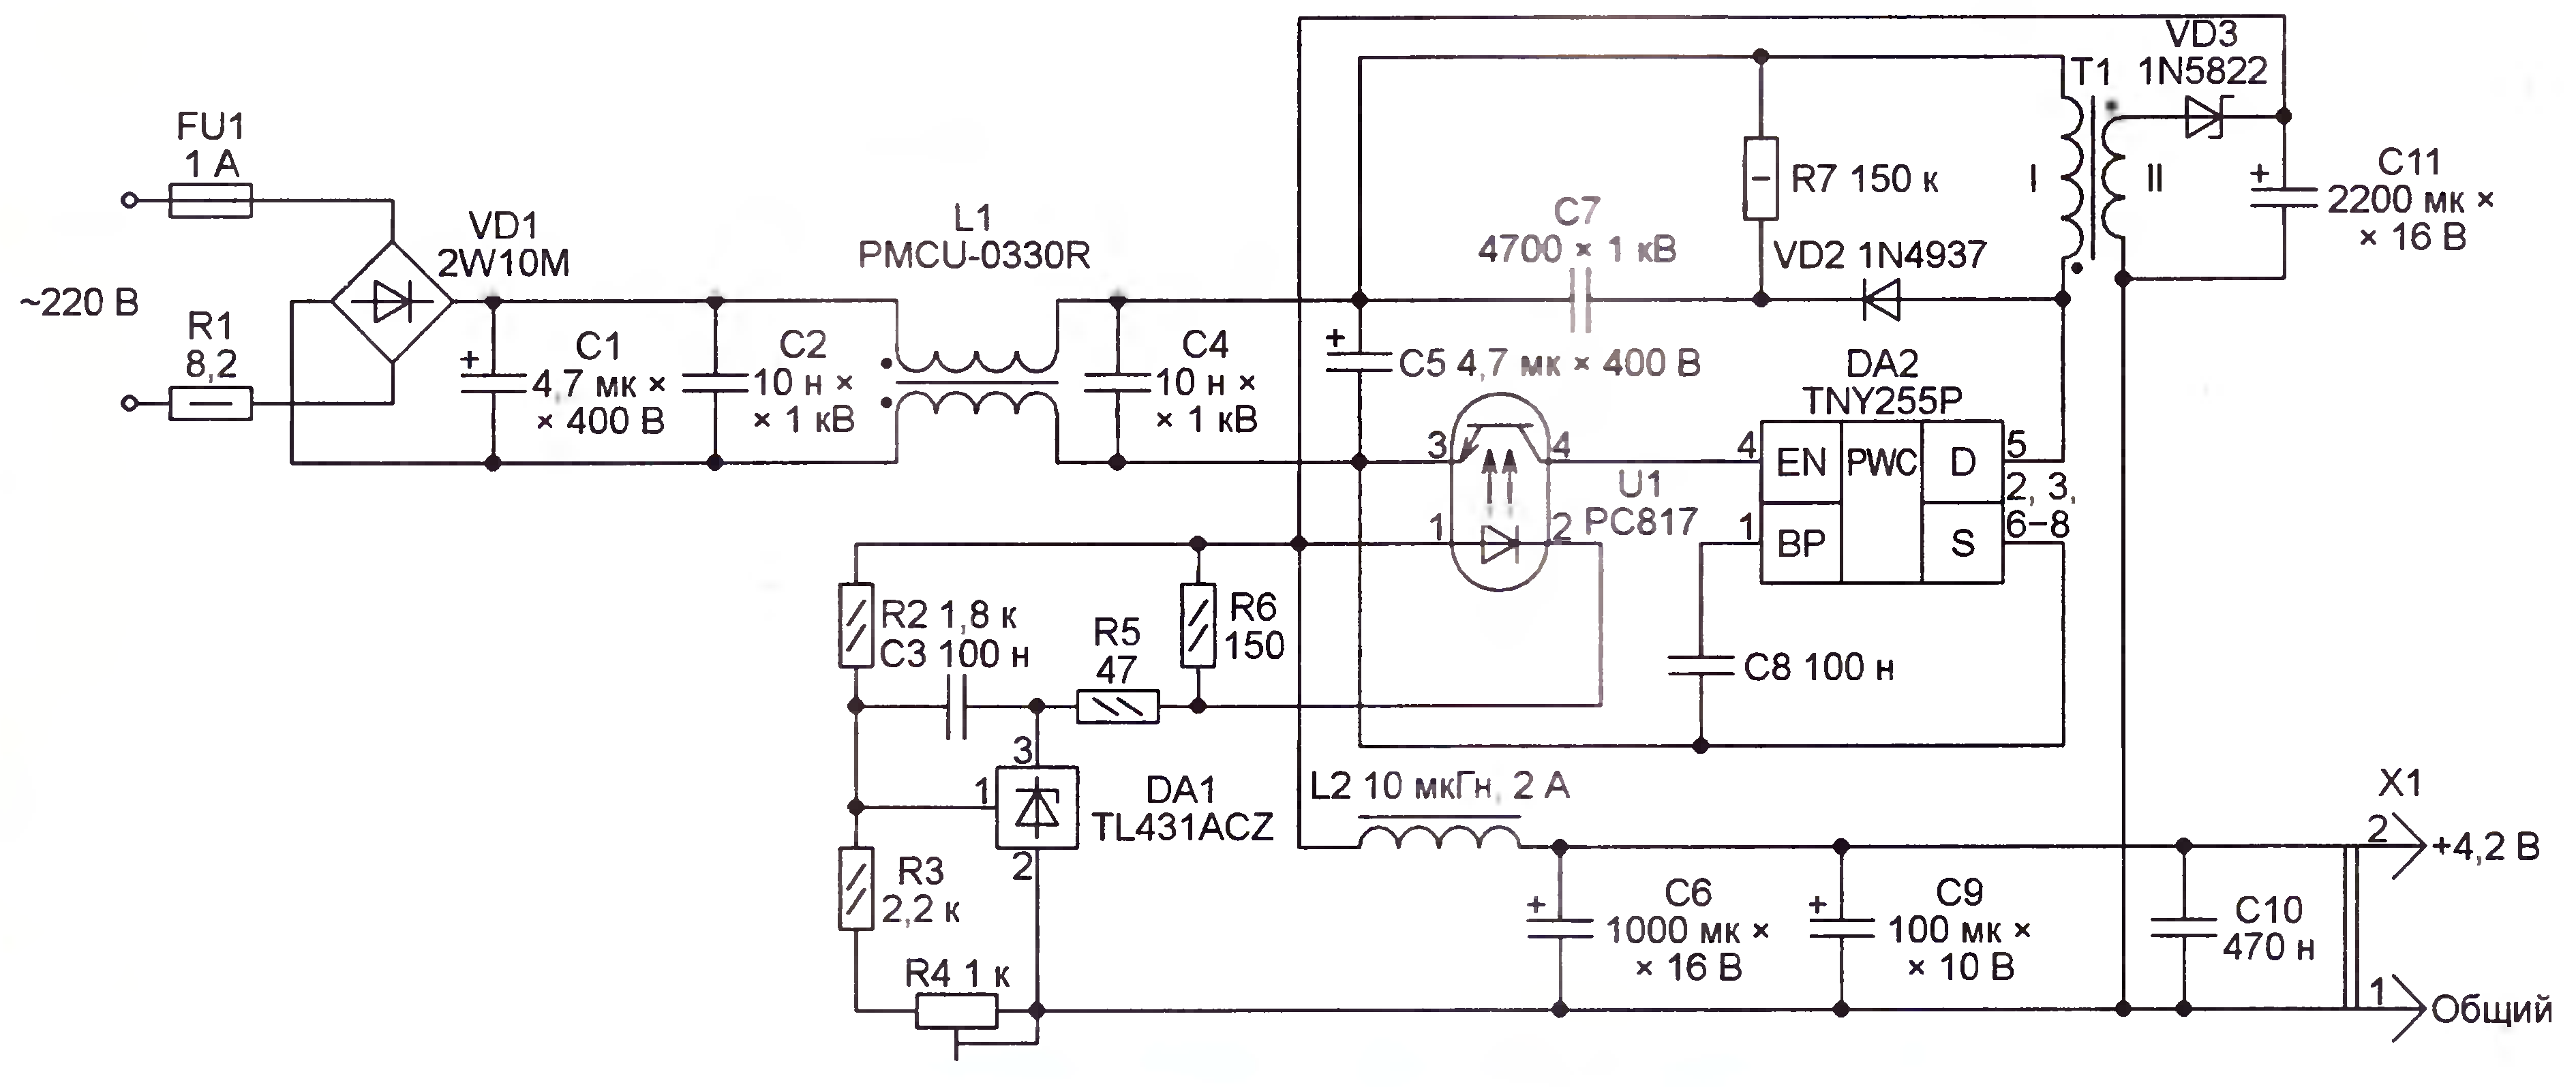 FU1
1 А
~220 В
R1
8,2
VD1
2W10M
+
C1
4,7 мк ×
× 400 В
C2
10 н ×
× 1 кВ
L1
PMCU-0330R
C4
10 н ×
× 1 кВ
+
C5 4,7 мк × 400 В
C7
4700 × 1 кВ
R7 150 к
VD2 1N4937
I
T1
II
VD3
1N5822
+
C11
2200 мк ×
× 16 В
DA2
TNY255P
3
4
4
EN
PWC
D
5
2, 3,
6–8
1
2
U1
PC817
1
BP
S
R2 1,8 к
C3 100 н
R5
47
R6
150
C8 100 н
3
1
2
DA1
TL431ACZ
R3
2,2 к
R4 1 к
L2 10 мкГн, 2 А
+
C6
1000 мк ×
× 16 В
+
C9
100 мк ×
× 10 В
C10
470 н
X1
2
+4,2 В
1
Общий